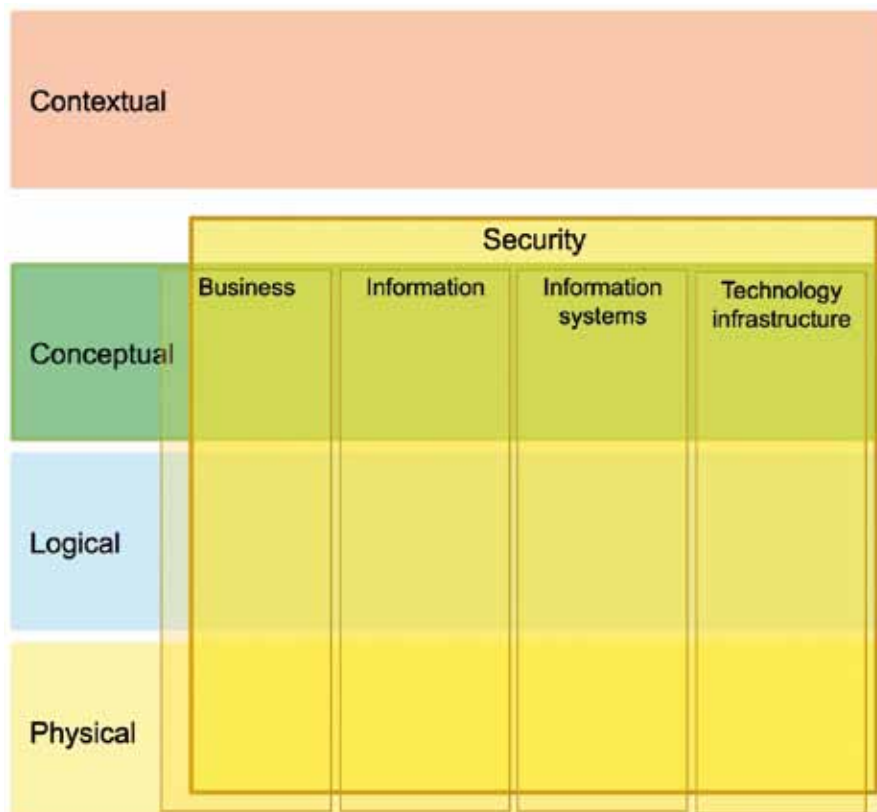 Contextual
Security
Business
Information
Information
systems
Technology
infrastructure
Conceptual
Logical
Physical